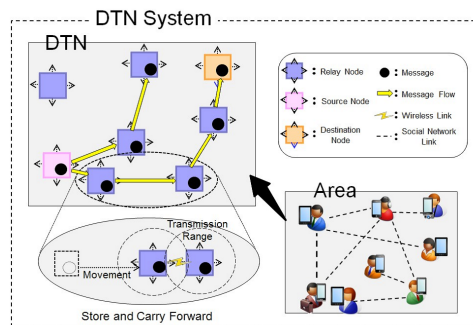 DTN System
DTN
: Relay Node
: Source Node
: Destination
Node
: Message
: Message Flow
: Wireless Link
: Social Network
Link
Area
Transmission
Range
Movement
Store and Carry Forward